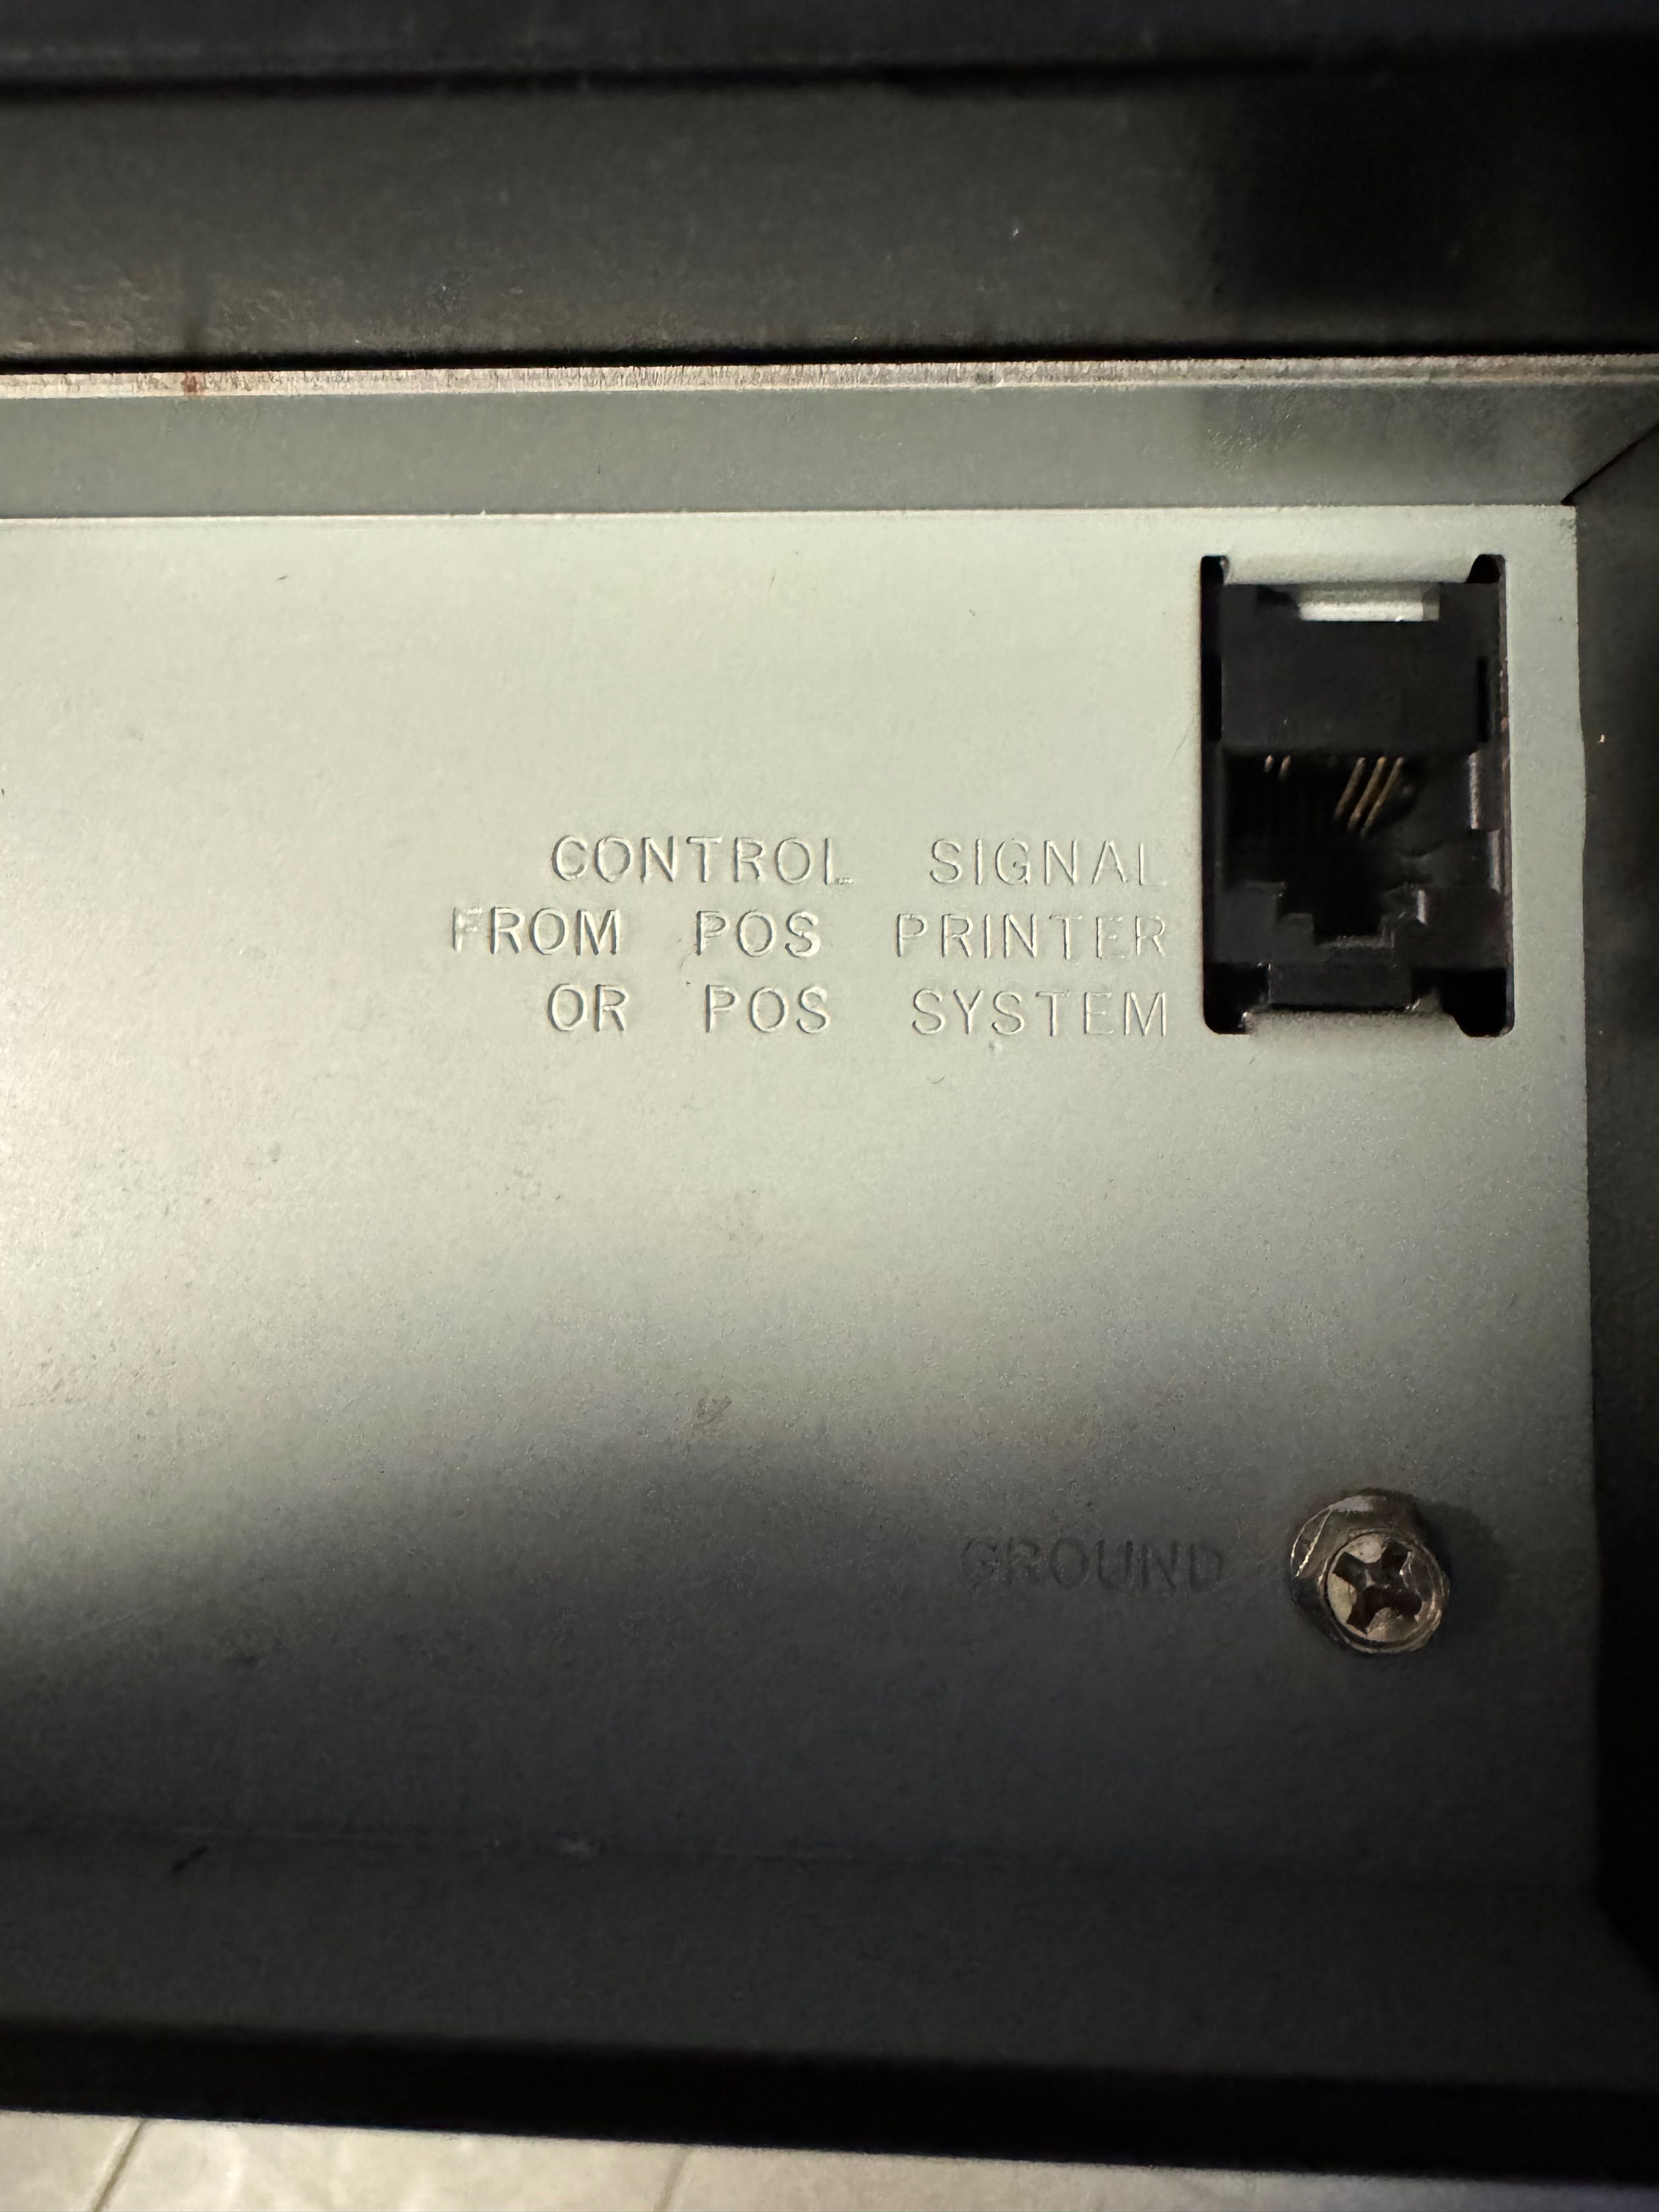 CONTROL SIGNAL
FROM POS PRINTER
OR POS SYSTEM
GROUND